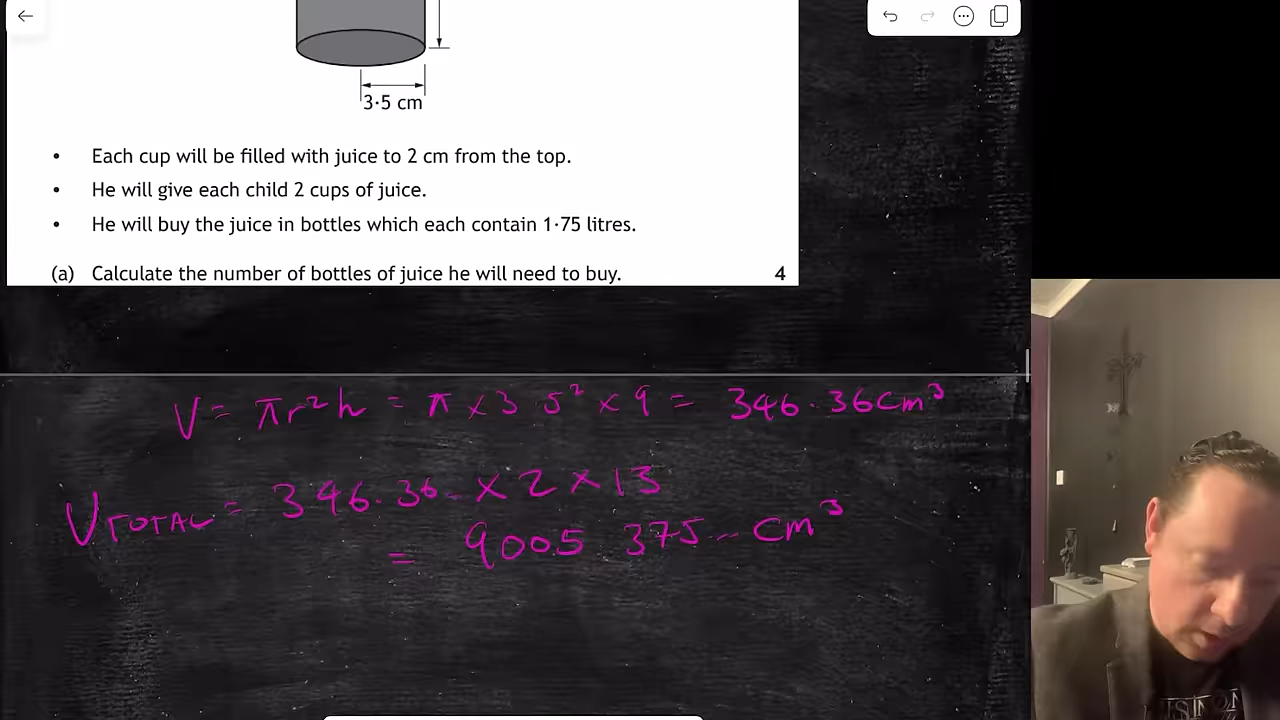 3·5 cm
• Each cup will be filled with juice to 2 cm from the top.
• He will give each child 2 cups of juice.
• He will buy the juice in bottles which each contain 1·75 litres.
(a) Calculate the number of bottles of juice he will need to buy. 4
V = πr²h = π × 3 5² × 9 = 346.36cm³
V TOTAL = 346.36.. × 2 × 13
= 9005 375... cm³